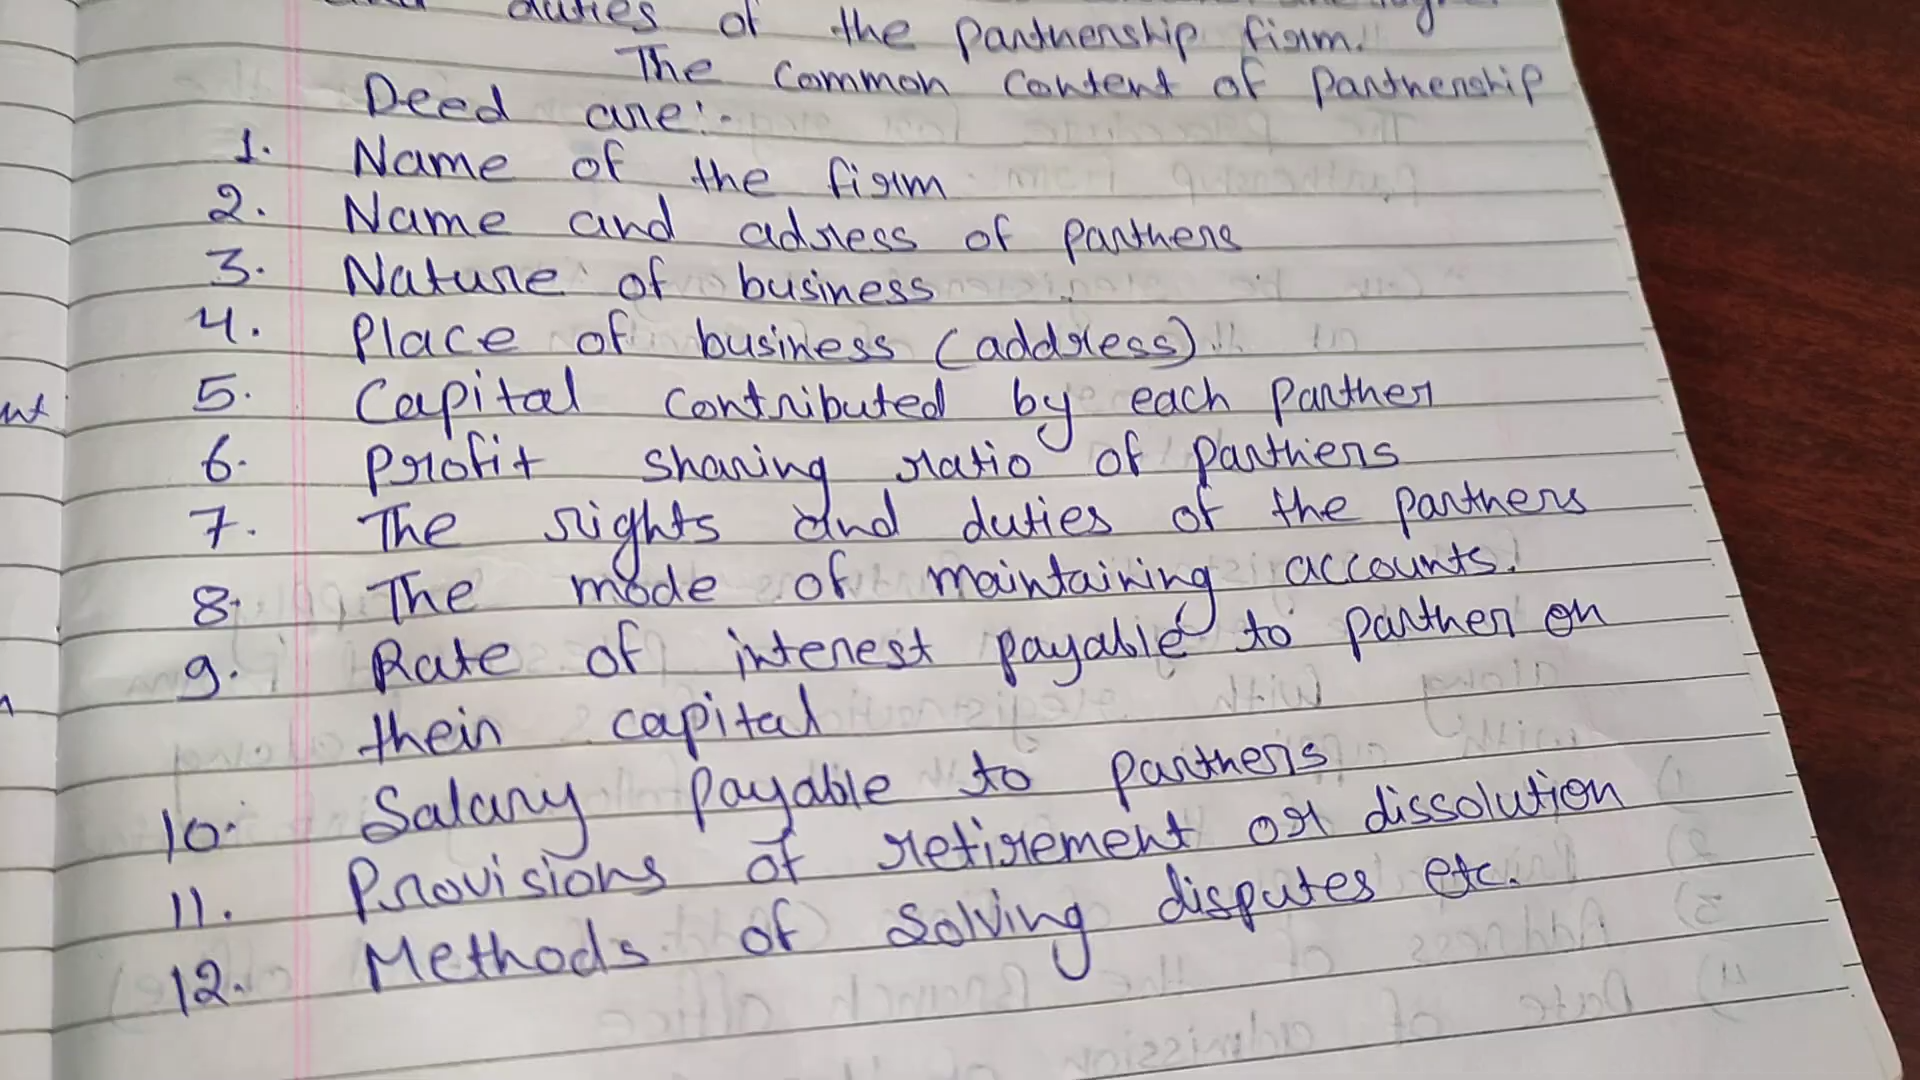 duties of the partnership firm.
The common content of partnership
Deed are:-
1. Name of the firm
2. Name and adress of partners
3. Nature of business
4. Place of business (address)
5. Capital contributed by each partner
6. Profit sharing ratio of partners
7. The rights and duties of the partners
8. The mode of maintaining accounts.
9. Rate of interest payable to partner on
their capital
10. Salary payable to partners
11. Provisions of retirement or dissolution
12. Methods of solving disputes etc.